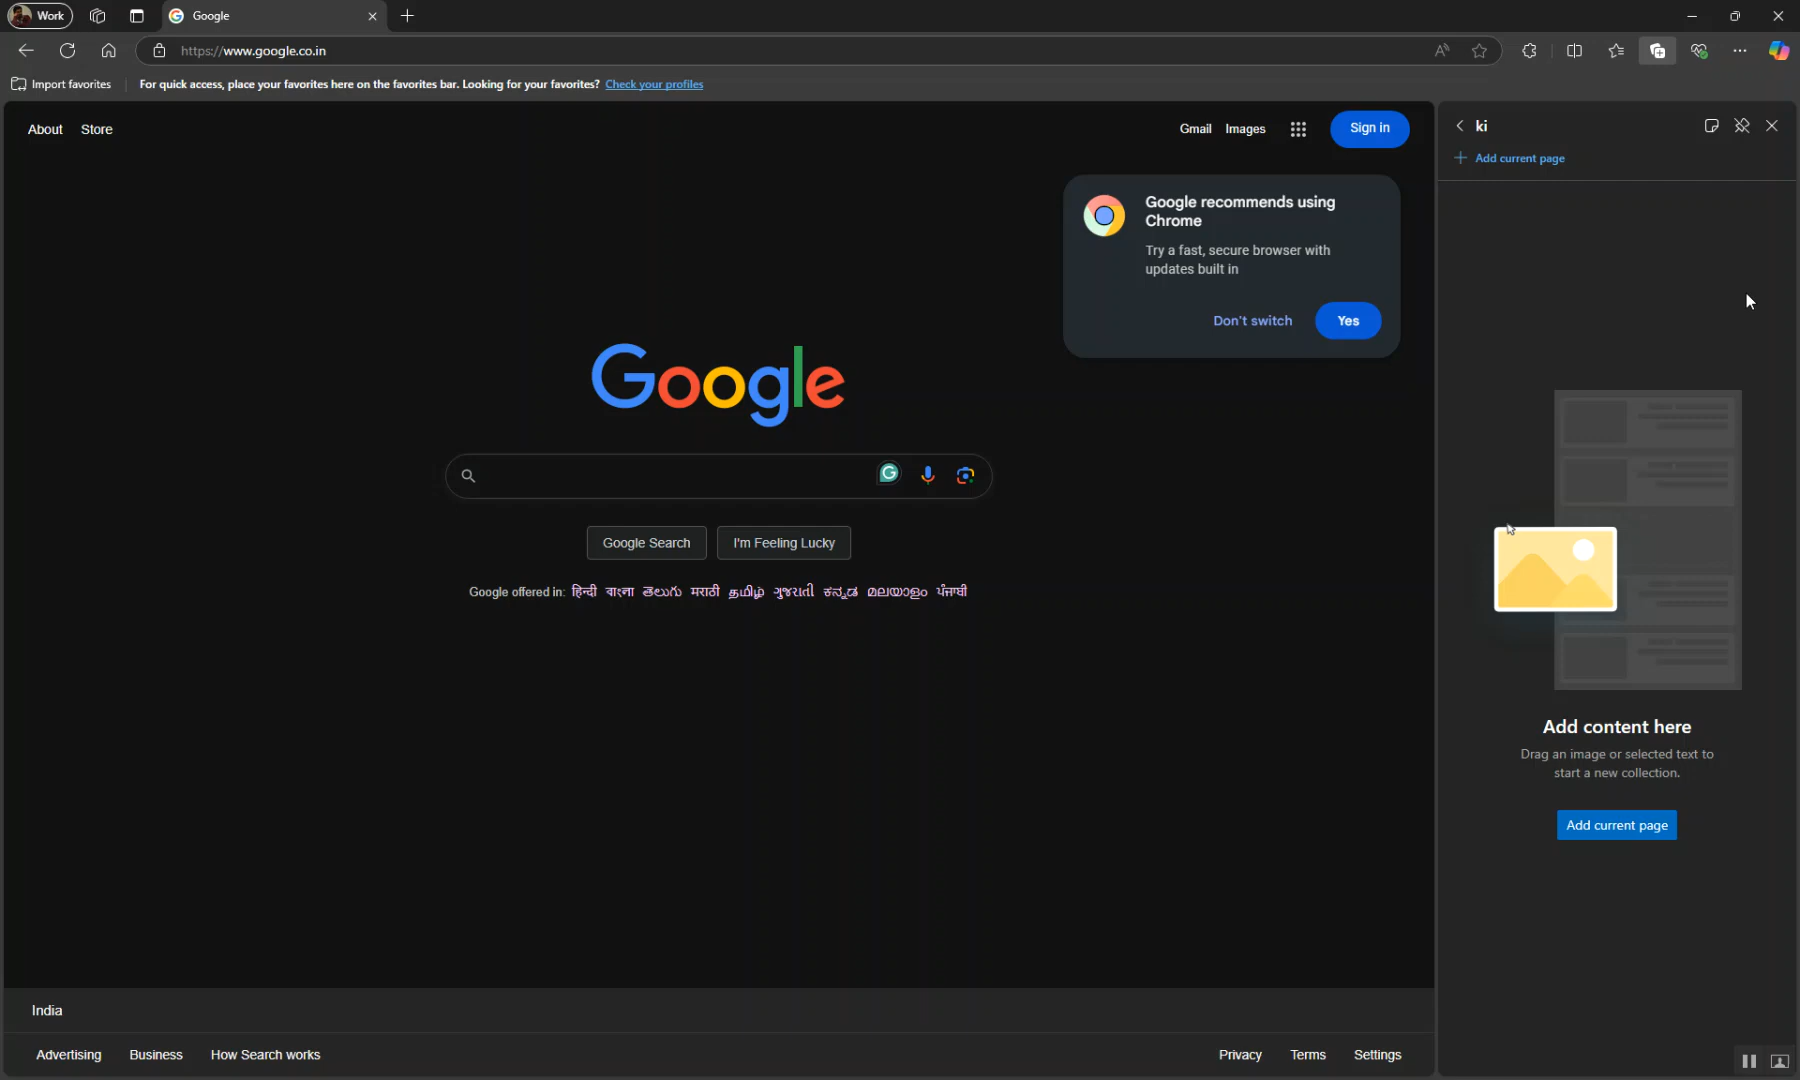 Work
Google
https://www.google.co.in
Import favorites
For quick access, place your favorites here on the favorites bar. Looking for your favorites? Check your profiles
About Store
Gmail Images
Sign in
Google recommends using
Chrome
Try a fast, secure browser with
updates built in
Don't switch
Yes
Google
Google Search
I'm Feeling Lucky
Google offered in: हिन्दी বাংলা తెలుగు मराठी தமிழ் ગુજરાતી ಕನ್ನಡ മലയാളം ਪੰਜਾਬੀ
India
Advertising Business How Search works
Privacy Terms Settings
ki
Add current page
Add content here
Drag an image or selected text to
start a new collection.
Add current page